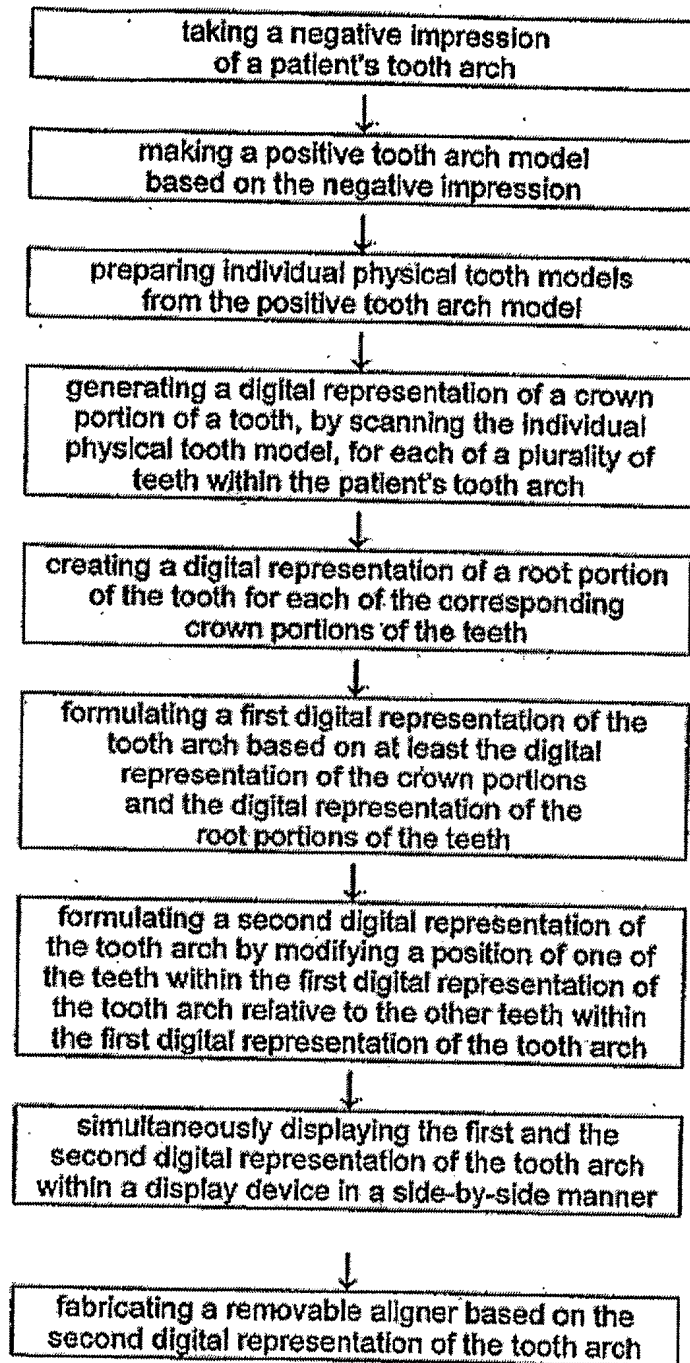 taking a negative impression
of a patient's tooth arch
making a positive tooth arch model
based on the negative impression
preparing individual physical tooth models
from the positive tooth arch model
generating a digital representation of a crown
portion of a tooth, by scanning the individual
physical tooth model, for each of a plurality of
teeth within the patient's tooth arch
creating a digital representation of a root portion
of the tooth for each of the corresponding
crown portions of the teeth
formulating a first digital representation of the
tooth arch based on at least the digital
representation of the crown portions
and the digital representation of the
root portions of the teeth
formulating a second digital representation of
the tooth arch by modifying a position of one of
the teeth within the first digital representation of
the tooth arch relative to the other teeth within
the first digital representation of the tooth arch
simultaneously displaying the first and the
second digital representation of the tooth arch
within a display device in a side-by-side manner
fabricating a removable aligner based on the
second digital representation of the tooth arch